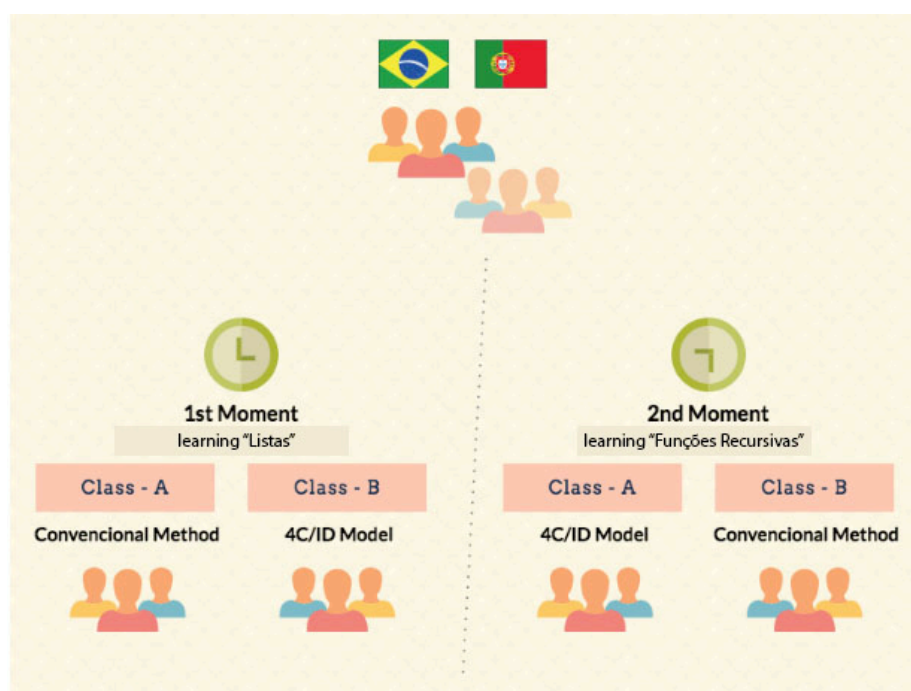 1st Moment
learning “Listas”
Class - A
Class - B
Convencional Method
4C/ID Model
2nd Moment
learning “Funções Recursivas”
Class - A
Class - B
4C/ID Model
Convencional Method